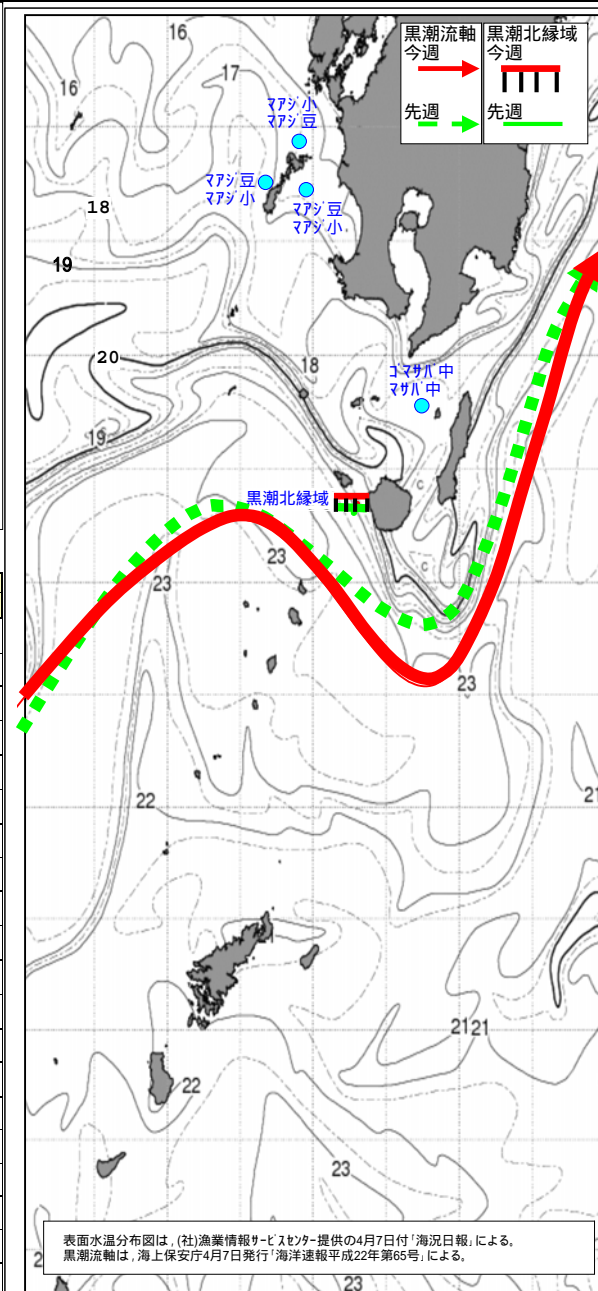 黒潮流軸
今週
先週
黒潮北縁域
今週
先週
16
16
17
マアジ小
マアジ豆
マアジ豆
マアジ小
マアジ豆
マアジ小
18
19
20
18
ゴマサバ中
マサバ中
19
C
黒潮北縁域
C
23
23
23
22
21
2121
22
23
23
表面水温分布図は,(社)漁業情報サービスセンター提供の4月7日付「海況日報」による。
黒潮流軸は,海上保安庁4月7日発行「海洋速報平成22年第65号」による。